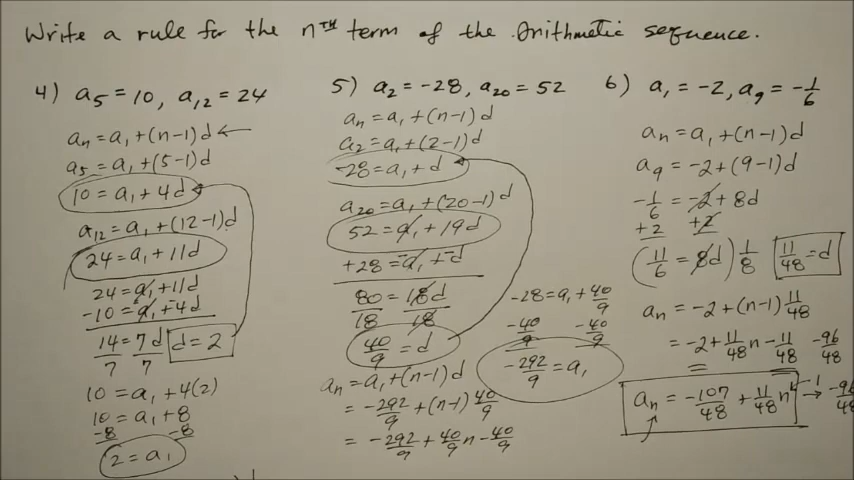 Write a rule for the nTH term of the Arithmetic sequence.
4) a₅ = 10, a₁₂ = 24
aₙ = a₁ + (n-1)d ←
a₅ = a₁ + (5-1)d
10 = a₁ + 4d
a₁₂ = a₁ + (12-1)d
24 = a₁ + 11d
24 = a₁ + 11d
-10 = a₁ + -4d
14/7 = 7d/7 d = 2
10 = a₁ + 4(2)
10 = a₁ + 8
-8 -8
2 = a₁
5) a₂ = -28, a₂₀ = 52
aₙ = a₁ + (n-1)d
a₂ = a₁ + (2-1)d
-28 = a₁ + d
a₂₀ = a₁ + (20-1)d
52 = a₁ + 19d
+28 = -a₁ + -d
80/18 = 18d/18
40/9 = d
aₙ = a₁ + (n-1)d
= -292/9 + (n-1) 40/9
= -292/9 + 40/9 n - 40/9
-28 = a₁ + 40/9
-40/9 -40/9
-292/9 = a₁
6) a₁ = -2, a₉ = -1/6
aₙ = a₁ + (n-1)d
a₉ = -2 + (9-1)d
-1/6 = -2 + 8d
+2 +2
(11/6 = 8d) 1/8 11/48 = d
aₙ = -2 + (n-1) 11/48
= -2 + 11/48 n - 11/48 -96/48
aₙ = -107/48 + 11/48 n